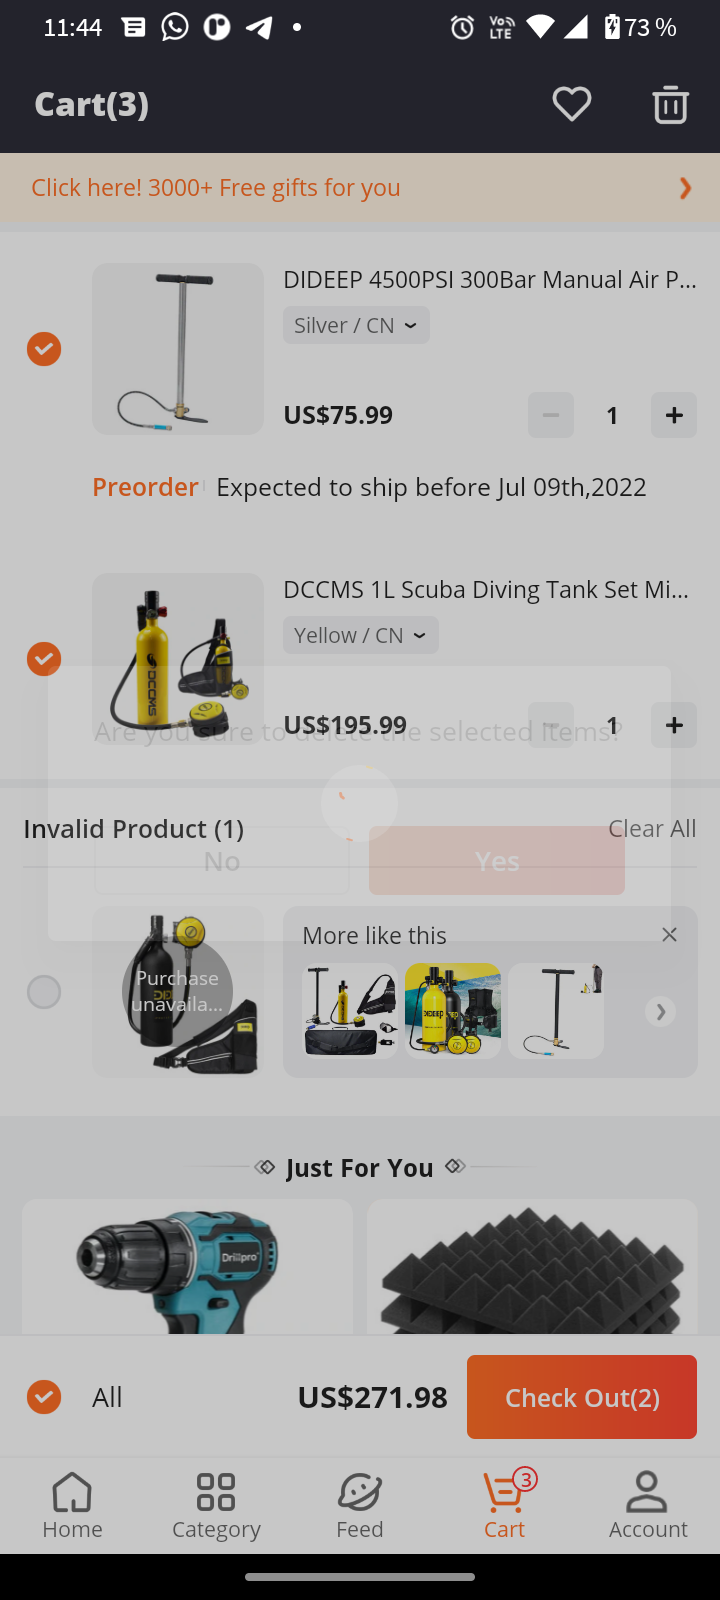 11:44
Vo LTE
73 %
Cart(3)
Click here! 3000+ Free gifts for you
DIDEEP 4500PSI 300Bar Manual Air P...
Silver / CN
US$75.99
1
Preorder
Expected to ship before Jul 09th,2022
DCCMS 1L Scuba Diving Tank Set Mi...
Yellow / CN
DCCMS
US$195.99
1
Are you sure to delete the selected items?
Invalid Product (1)
Clear All
No
Yes
Purchase
unavaila...
More like this
DIDEEP
Just For You
Drillpro
All
US$271.98
Check Out(2)
3
Home
Category
Feed
Cart
Account